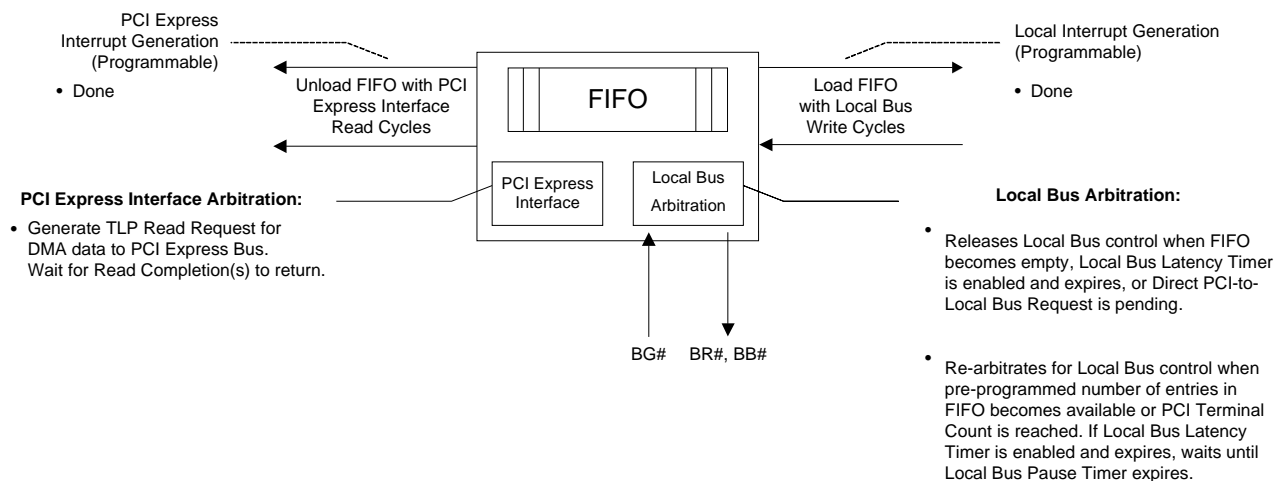 PCI Express
Interrupt Generation
(Programmable)
• Done
Unload FIFO with PCI
Express Interface
Read Cycles
FIFO
Load FIFO
with Local Bus
Write Cycles
Local Interrupt Generation
(Programmable)
• Done
PCI Express Interface Arbitration:
• Generate TLP Read Request for
DMA data to PCI Express Bus.
Wait for Read Completion(s) to return.
PCI Express
Interface
Local Bus
Arbitration
BG#
BR#, BB#
Local Bus Arbitration:
• Releases Local Bus control when FIFO
becomes empty, Local Bus Latency Timer
is enabled and expires, or Direct PCI-to-
Local Bus Request is pending.
• Re-arbitrates for Local Bus control when
pre-programmed number of entries in
FIFO becomes available or PCI Terminal
Count is reached. If Local Bus Latency
Timer is enabled and expires, waits until
Local Bus Pause Timer expires.